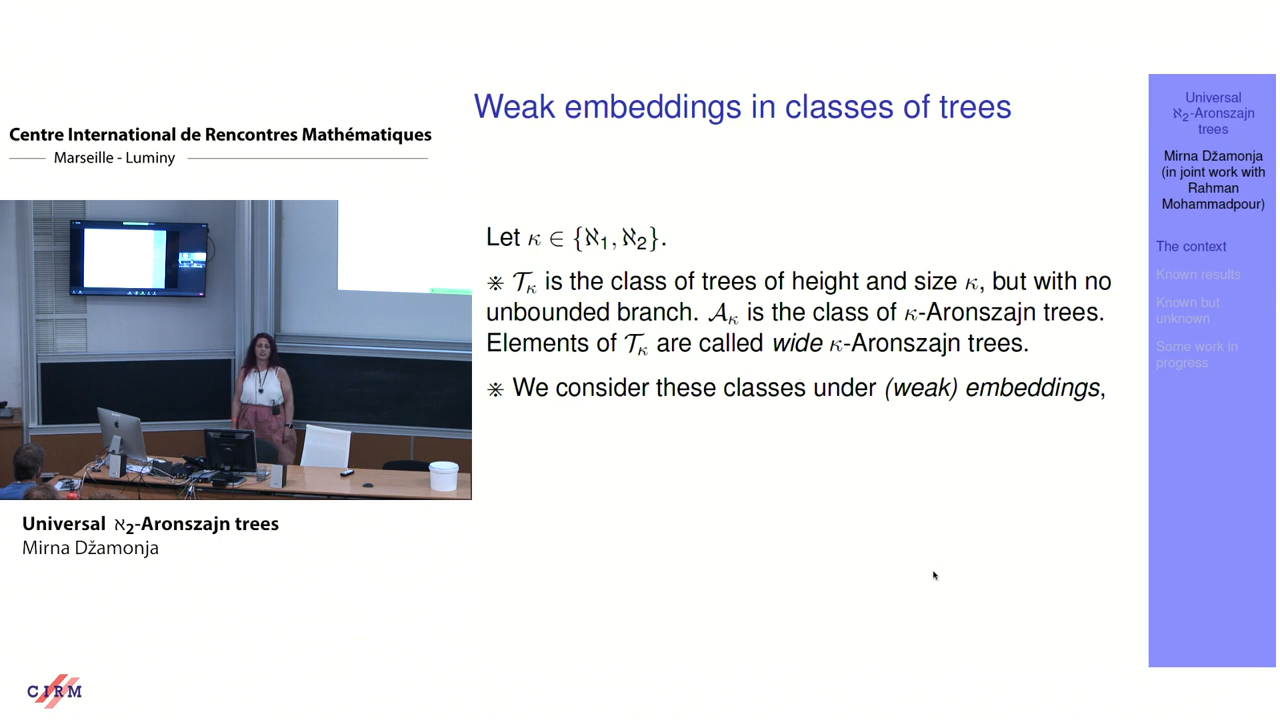 Weak embeddings in classes of trees
Centre International de Rencontres Mathématiques
Marseille - Luminy
Let κ ∈ {ℵ₁, ℵ₂}.
⁜ 𝒯κ is the class of trees of height and size κ, but with no
unbounded branch. 𝒜κ is the class of κ-Aronszajn trees.
Elements of 𝒯κ are called wide κ-Aronszajn trees.
⁜ We consider these classes under (weak) embeddings,
Universal ℵ₂-Aronszajn trees
Mirna Džamonja
CIRM
Universal
ℵ₂-Aronszajn
trees
Mirna Džamonja
(in joint work with
Rahman
Mohammadpour)
The context
Known results
Known but
unknown
Some work in
progress